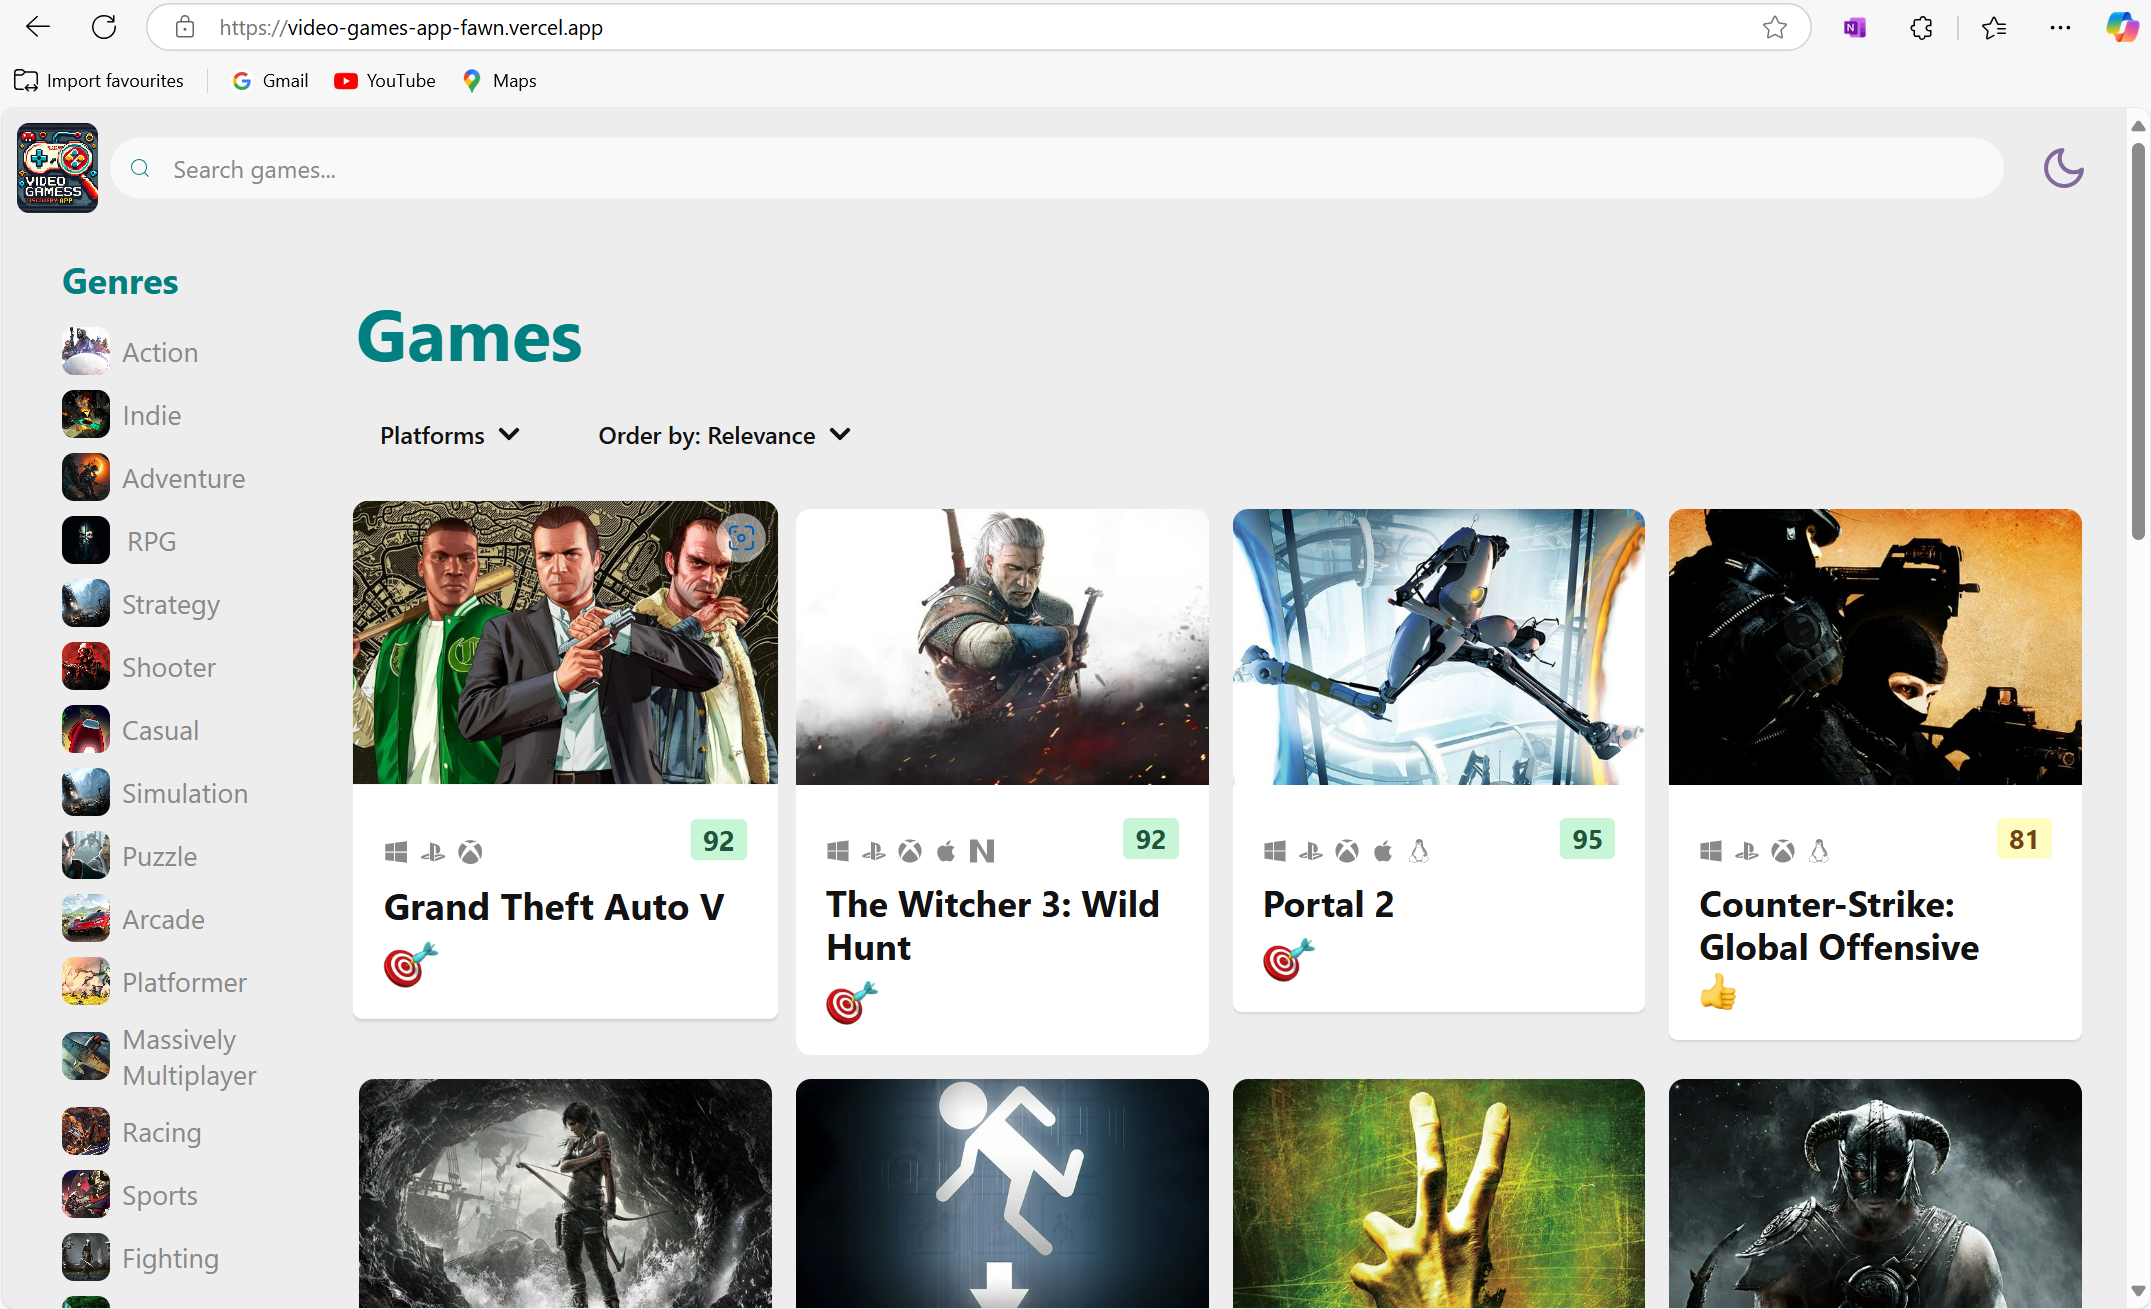 https://video-games-app-fawn.vercel.app
Import favourites
Gmail
YouTube
Maps
VIDEO
GAMESS
DISCOVERY APP
Search games...
Genres
Action
Indie
Adventure
RPG
Strategy
Shooter
Casual
Simulation
Puzzle
Arcade
Platformer
Massively
Multiplayer
Racing
Sports
Fighting
Games
Platforms
Order by: Relevance
92
Grand Theft Auto V
92
The Witcher 3: Wild
Hunt
95
Portal 2
81
Counter-Strike:
Global Offensive